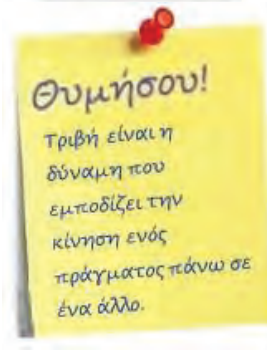 Θυμήσου!
Τριβή είναι η
δύναμη που
εμποδίζει την
κίνηση ενός
πράγματος πάνω σε
ένα άλλο.